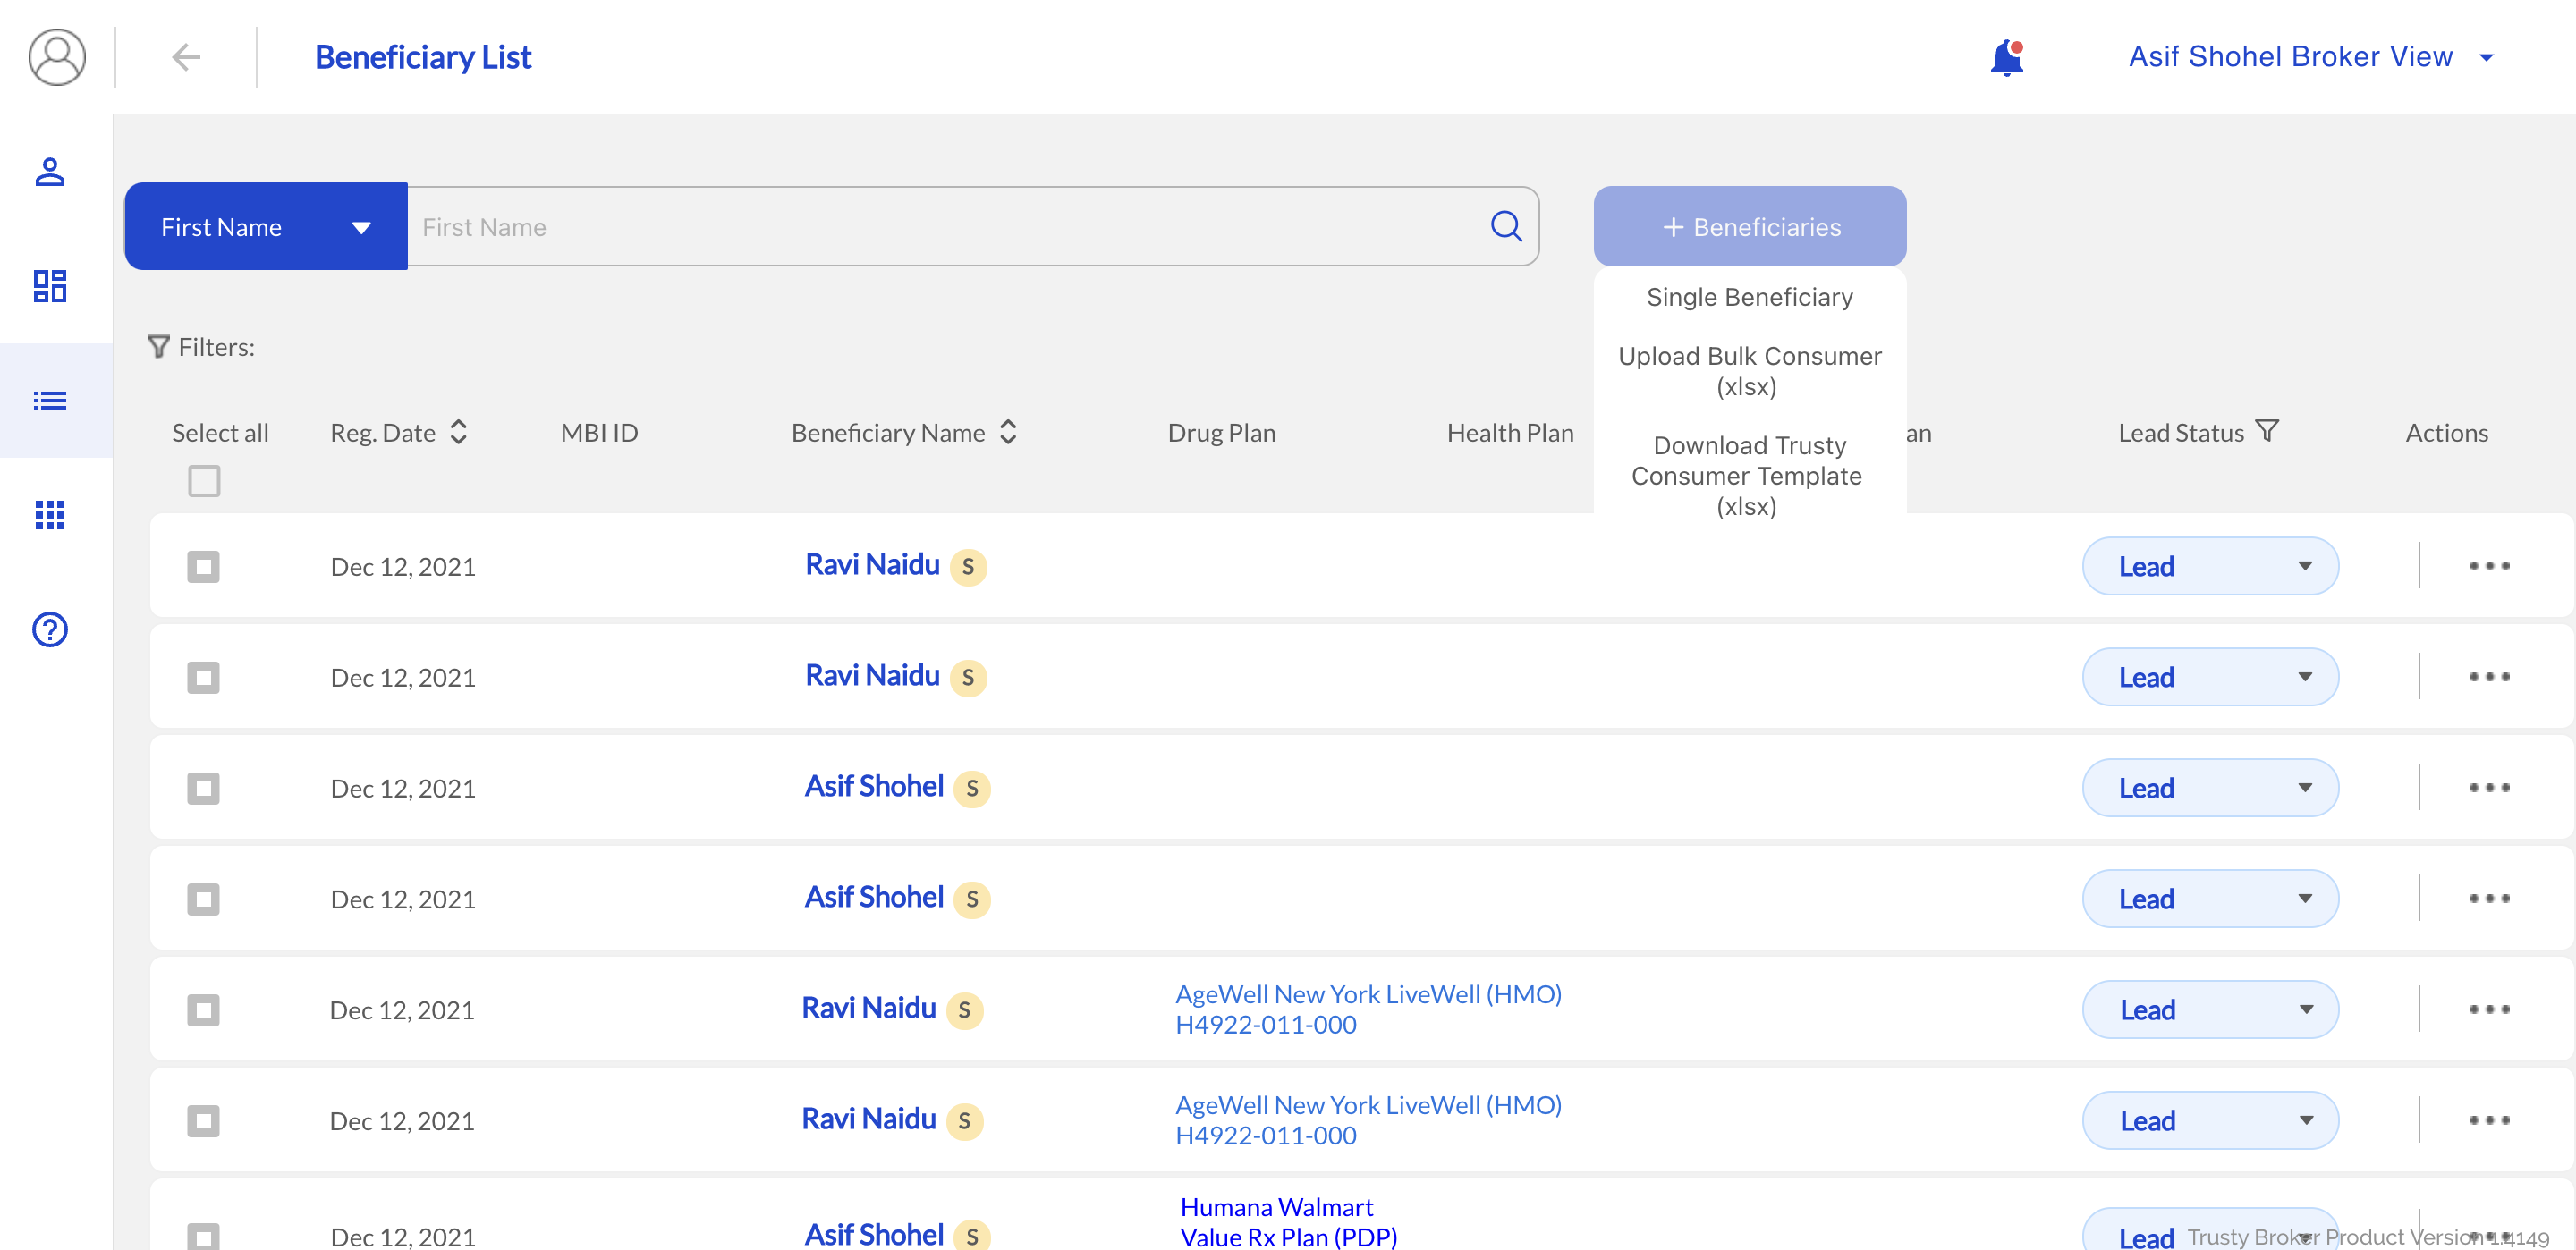 Beneficiary List
Asif Shohel Broker View
First Name
First Name
+ Beneficiaries
Single Beneficiary
Upload Bulk Consumer
(xlsx)
Download Trusty
Consumer Template
(xlsx)
Filters:
Select all
Reg. Date
MBI ID
Beneficiary Name
Drug Plan
Health Plan
an
Lead Status
Actions
Dec 12, 2021
Ravi Naidu
S
Lead
Dec 12, 2021
Ravi Naidu
S
Lead
Dec 12, 2021
Asif Shohel
S
Lead
Dec 12, 2021
Asif Shohel
S
Lead
Dec 12, 2021
Ravi Naidu
S
AgeWell New York LiveWell (HMO)
H4922-011-000
Lead
Dec 12, 2021
Ravi Naidu
S
AgeWell New York LiveWell (HMO)
H4922-011-000
Lead
Dec 12, 2021
Asif Shohel
S
Humana Walmart
Value Rx Plan (PDP)
Lead
Trusty Broker Product Version 1.4149